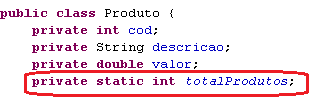 public class Produto {
private int cod;
private String descricao;
private double valor;
private static int totalProdutos;